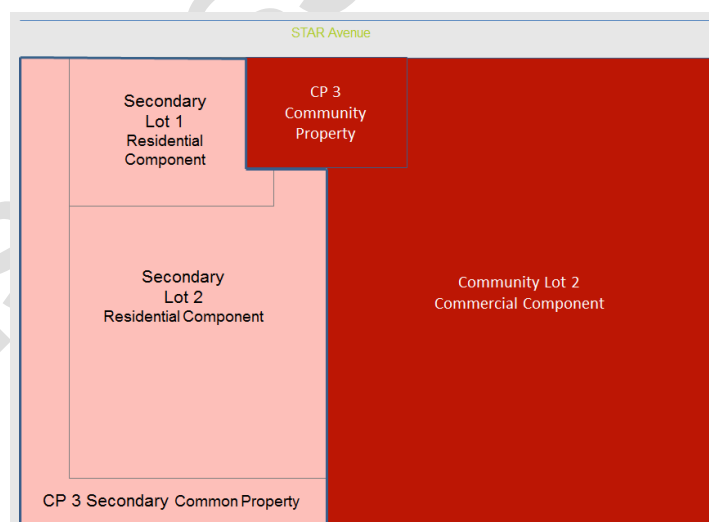 STAR Avenue
Secondary
Lot 1
Residential
Component
CP 3
Community
Property
Secondary
Lot 2
Residential Component
Community Lot 2
Commercial Component
CP 3 Secondary Common Property